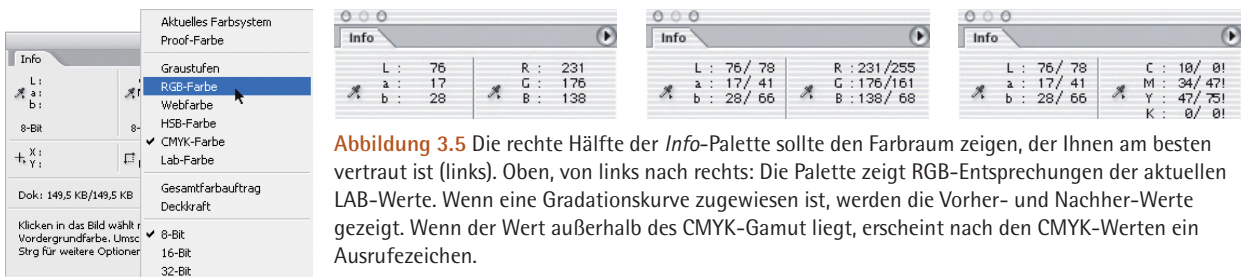 Info
L :
a :
b :
8-Bit
X :
Y :
Dok: 149,5 KB/149,5 KB
Klicken in das Bild wählt
Vordergrundfarbe. Umsc
Strg für weitere Optionen
Aktuelles Farbsystem
Proof-Farbe
Graustufen
RGB-Farbe
Webfarbe
HSB-Farbe
✓ CMYK-Farbe
Lab-Farbe
Gesamtfarbauftrag
Deckkraft
✓ 8-Bit
16-Bit
32-Bit
Info
L : 76 R : 231
a : 17 G : 176
b : 28 B : 138
Info
L : 76/ 78 R :231/255
a : 17/ 41 G :176/161
b : 28/ 66 B :138/ 68
Info
L : 76/ 78 C : 10/ 0!
a : 17/ 41 M : 34/ 47!
b : 28/ 66 Y : 47/ 75!
K : 0/ 0!
Abbildung 3.5 Die rechte Hälfte der Info-Palette sollte den Farbraum zeigen, der Ihnen am besten
vertraut ist (links). Oben, von links nach rechts: Die Palette zeigt RGB-Entsprechungen der aktuellen
LAB-Werte. Wenn eine Gradationskurve zugewiesen ist, werden die Vorher- und Nachher-Werte
gezeigt. Wenn der Wert außerhalb des CMYK-Gamut liegt, erscheint nach den CMYK-Werten ein
Ausrufezeichen.